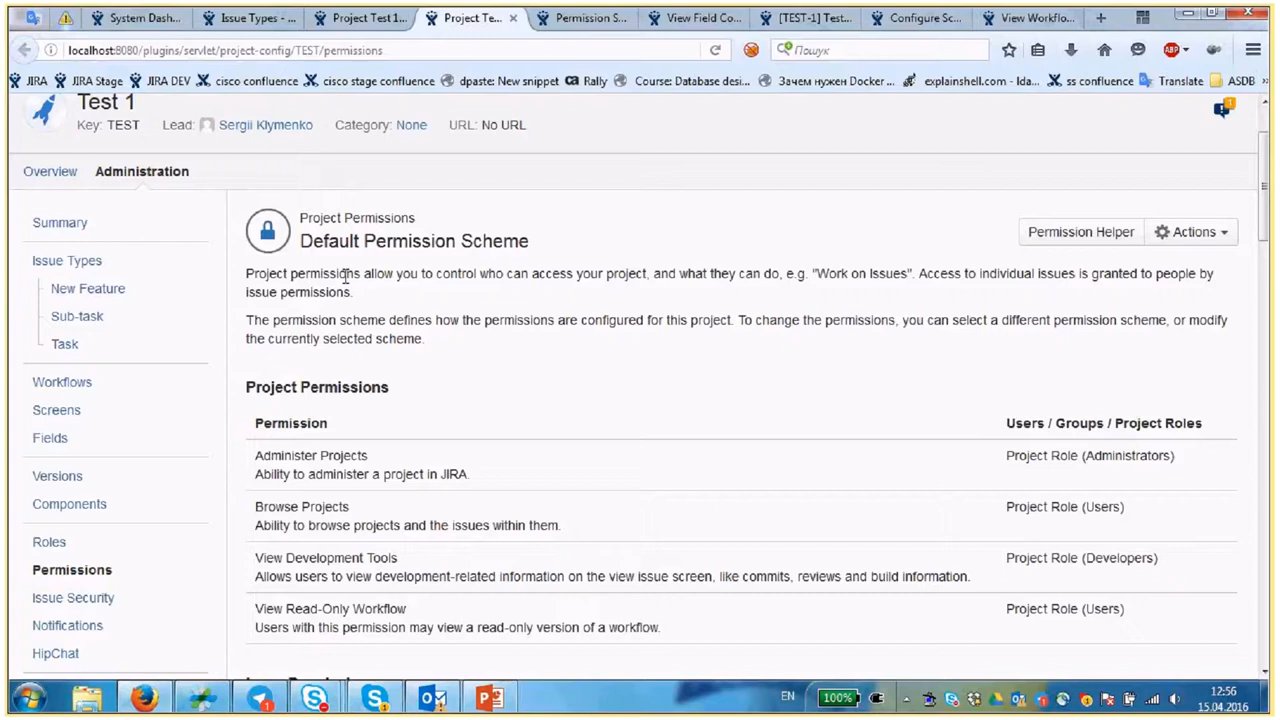 System Dash...
Issue Types - ...
Project Test 1...
Project Te...
Permission S...
View Field Co...
[TEST-1] Test...
Configure Sc...
View Workflo...
localhost:8080/plugins/servlet/project-config/TEST/permissions
Пошук
ABP
JIRA
JIRA Stage
JIRA DEV
cisco confluence
cisco stage confluence
dpaste: New snippet
ca Rally
Course: Database desi...
Зачем нужен Docker ...
explainshell.com - Ida...
ss confluence
Translate
ASDB
Test 1
Key: TEST Lead: Sergii Klymenko Category: None URL: No URL
Overview Administration
Summary
Issue Types
New Feature
Sub-task
Task
Workflows
Screens
Fields
Versions
Components
Roles
Permissions
Issue Security
Notifications
HipChat
Project Permissions
Default Permission Scheme
Permission Helper
Actions
Project permissions allow you to control who can access your project, and what they can do, e.g. "Work on Issues". Access to individual issues is granted to people by
issue permissions.
The permission scheme defines how the permissions are configured for this project. To change the permissions, you can select a different permission scheme, or modify
the currently selected scheme.
Project Permissions
Permission Users / Groups / Project Roles
Administer Projects Project Role (Administrators)
Ability to administer a project in JIRA.
Browse Projects Project Role (Users)
Ability to browse projects and the issues within them.
View Development Tools Project Role (Developers)
Allows users to view development-related information on the view issue screen, like commits, reviews and build information.
View Read-Only Workflow Project Role (Users)
Users with this permission may view a read-only version of a workflow.
EN
100%
12:56
15.04.2016